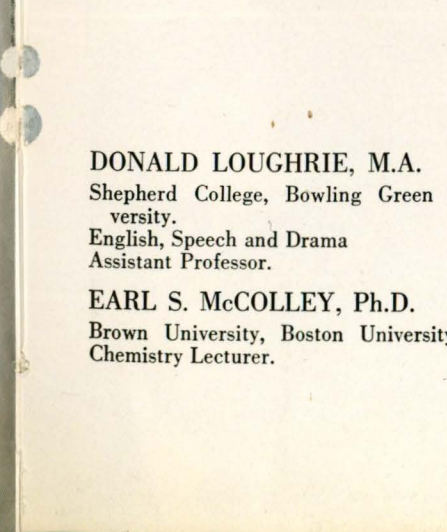 DONALD LOUGHRIE, M.A.
Shepherd College, Bowling Green
versity.
English, Speech and Drama
Assistant Professor.
EARL S. McCOLLEY, Ph.D.
Brown University, Boston University
Chemistry Lecturer.